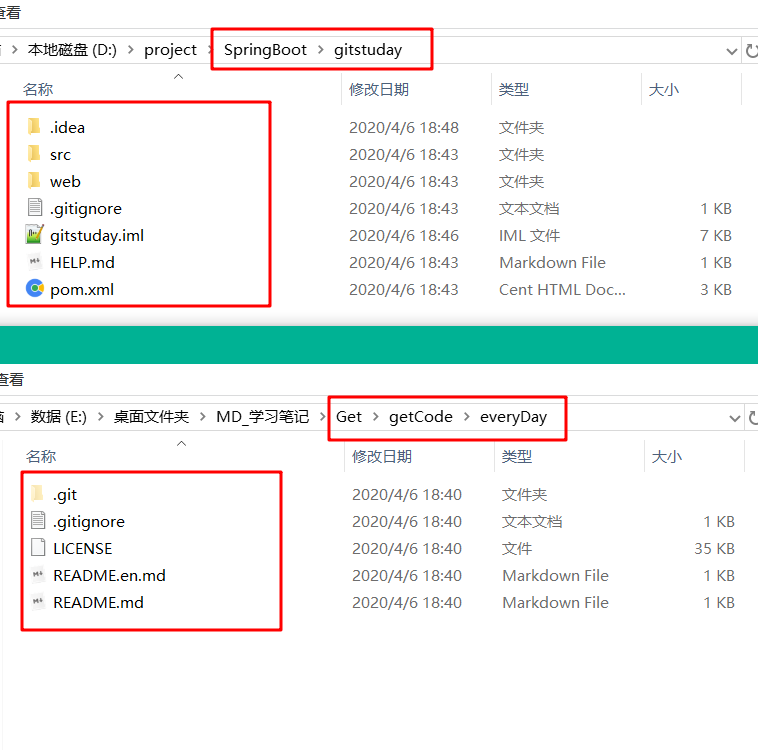 查看
本地磁盘 (D:) project SpringBoot gitstuday
名称 修改日期 类型 大小
.idea 2020/4/6 18:48 文件夹
src 2020/4/6 18:43 文件夹
web 2020/4/6 18:43 文件夹
.gitignore 2020/4/6 18:43 文本文档 1 KB
gitstuday.iml 2020/4/6 18:46 IML 文件 7 KB
HELP.md 2020/4/6 18:43 Markdown File 1 KB
pom.xml 2020/4/6 18:43 Cent HTML Doc... 3 KB
查看
数据 (E:) 桌面文件夹 MD_学习笔记 Get getCode everyDay
名称 修改日期 类型 大小
.git 2020/4/6 18:40 文件夹
.gitignore 2020/4/6 18:40 文本文档 1 KB
LICENSE 2020/4/6 18:40 文件 35 KB
README.en.md 2020/4/6 18:40 Markdown File 1 KB
README.md 2020/4/6 18:40 Markdown File 1 KB